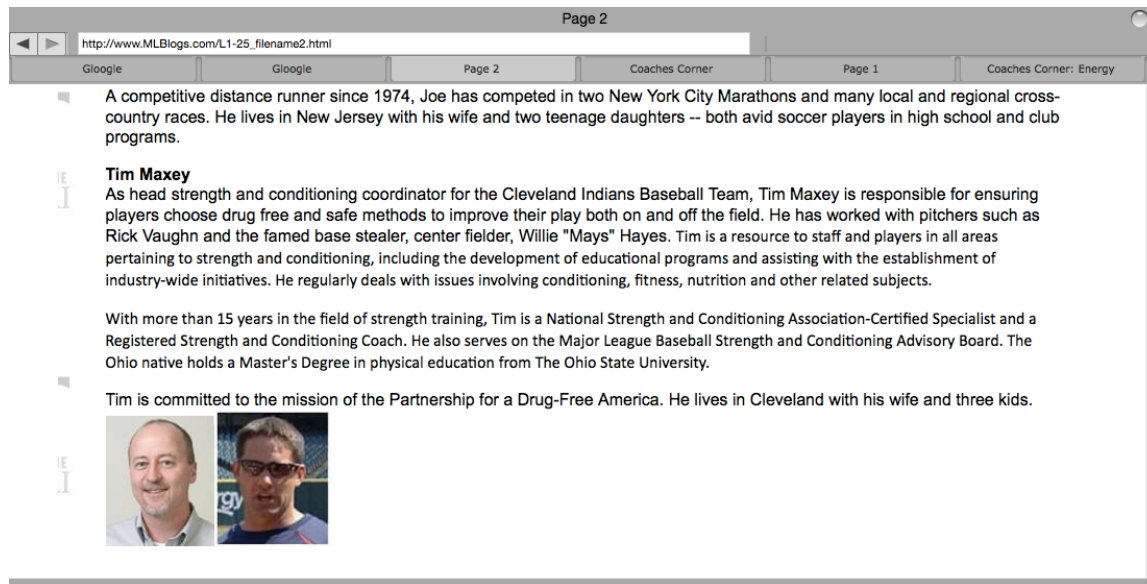 Page 2
http://www.MLBlogs.com/L1-25_filename2.html
Gloogle Gloogle Page 2 Coaches Corner Page 1 Coaches Corner: Energy
A competitive distance runner since 1974, Joe has competed in two New York City Marathons and many local and regional cross-
country races. He lives in New Jersey with his wife and two teenage daughters -- both avid soccer players in high school and club
programs.
Tim Maxey
As head strength and conditioning coordinator for the Cleveland Indians Baseball Team, Tim Maxey is responsible for ensuring
players choose drug free and safe methods to improve their play both on and off the field. He has worked with pitchers such as
Rick Vaughn and the famed base stealer, center fielder, Willie "Mays" Hayes. Tim is a resource to staff and players in all areas
pertaining to strength and conditioning, including the development of educational programs and assisting with the establishment of
industry-wide initiatives. He regularly deals with issues involving conditioning, fitness, nutrition and other related subjects.
With more than 15 years in the field of strength training, Tim is a National Strength and Conditioning Association-Certified Specialist and a
Registered Strength and Conditioning Coach. He also serves on the Major League Baseball Strength and Conditioning Advisory Board. The
Ohio native holds a Master's Degree in physical education from The Ohio State University.
Tim is committed to the mission of the Partnership for a Drug-Free America. He lives in Cleveland with his wife and three kids.